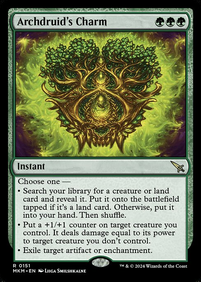 Archdruid's Charm
Instant
Choose one —
• Search your library for a creature or land
card and reveal it. Put it onto the battlefield
tapped if it's a land card. Otherwise, put it
into your hand. Then shuffle.
• Put a +1/+1 counter on target creature you
control. It deals damage equal to its power
to target creature you don't control.
• Exile target artifact or enchantment.
R 0151
MKM • EN
™ & © 2024 Wizards of the Coast